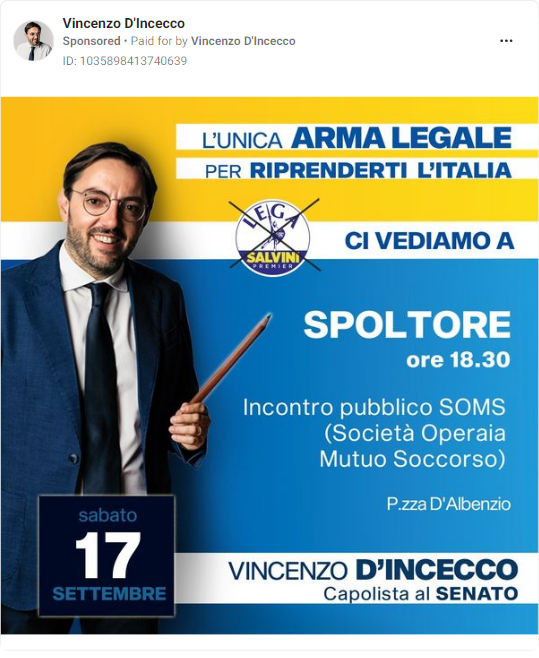 Vincenzo D'Incecco
Sponsored • Paid for by Vincenzo D'Incecco
ID: 1035898413740639
L'UNICA ARMA LEGALE
PER RIPRENDERTI L'ITALIA
LEGA
SALVINI
PREMIER
CI VEDIAMO A
SPOLTORE
ore 18.30
Incontro pubblico SOMS
(Società Operaia
Mutuo Soccorso)
P.zza D'Albenzio
sabato
17
SETTEMBRE
VINCENZO D'INCECCO
Capolista al SENATO